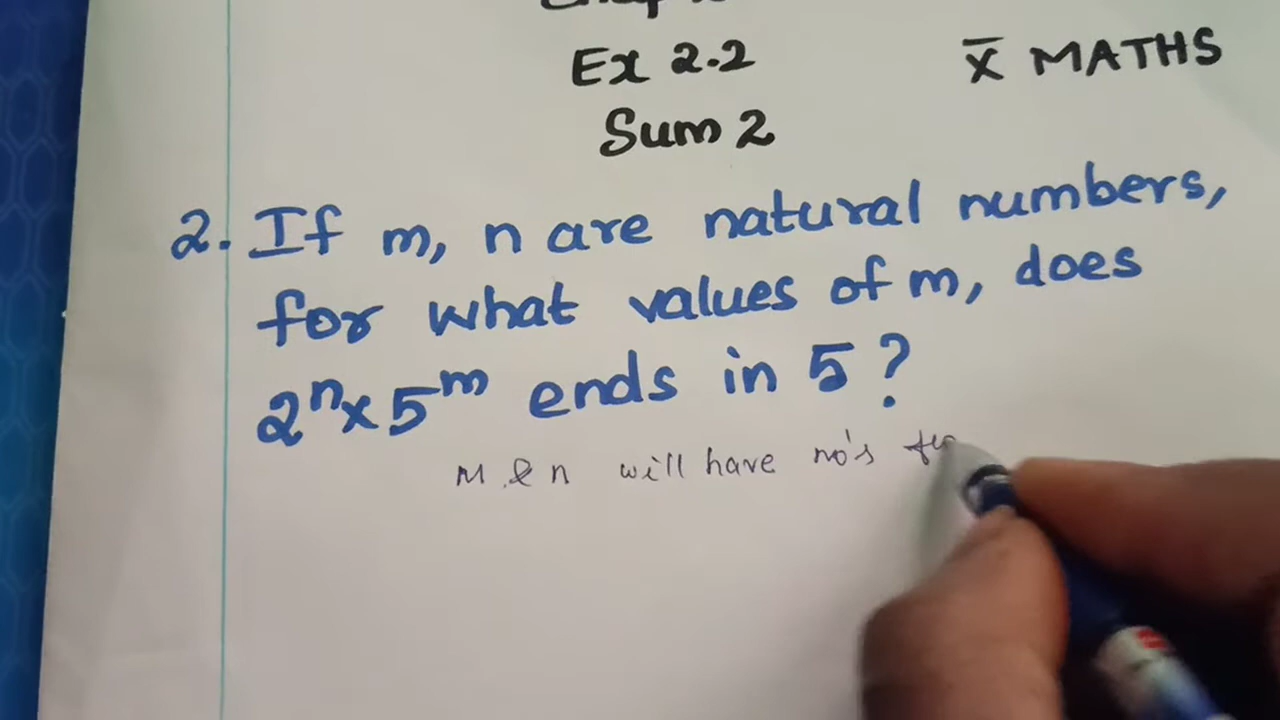 Ex 2.2
X̄ MATHS
Sum 2
2. If m, n are natural numbers,
for what values of m, does
2ⁿ x 5ᵐ ends in 5?
M & n will have no's